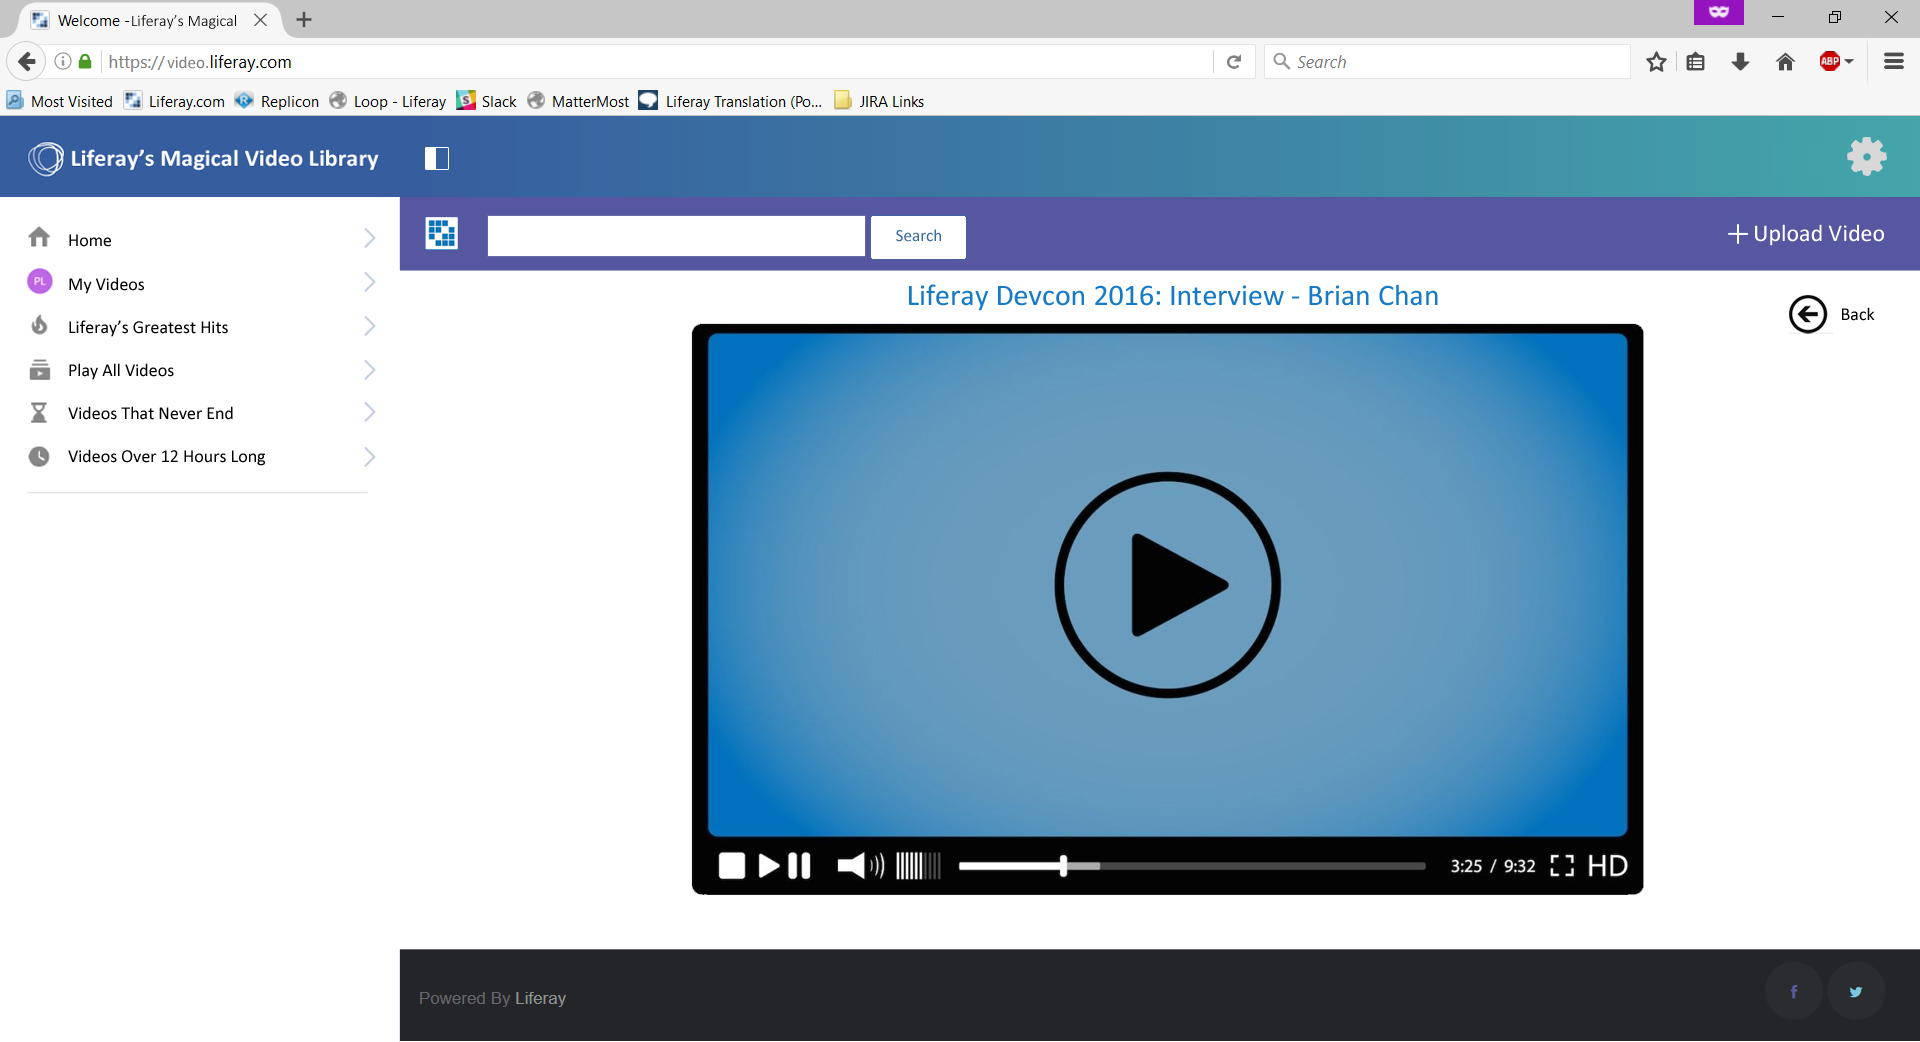 Welcome -Liferay's Magical
https://video.liferay.com
Search
ABP
Most Visited Liferay.com Replicon Loop - Liferay Slack MatterMost Liferay Translation (Po... JIRA Links
Liferay's Magical Video Library
Home
PL My Videos
Liferay's Greatest Hits
Play All Videos
Videos That Never End
Videos Over 12 Hours Long
Search
Upload Video
Liferay Devcon 2016: Interview - Brian Chan
Back
3:25 / 9:32 HD
Powered By Liferay